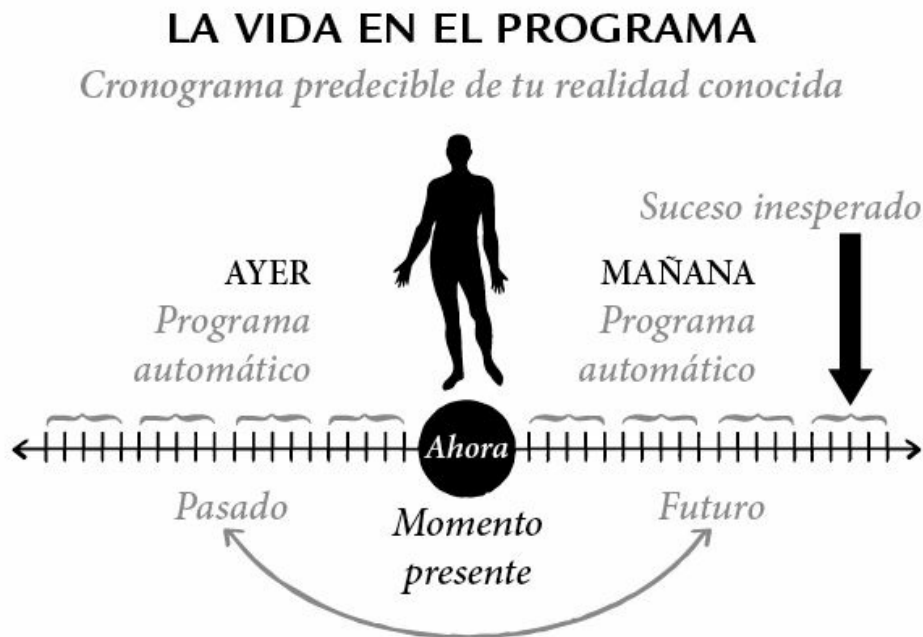 LA VIDA EN EL PROGRAMA
Cronograma predecible de tu realidad conocida
Suceso inesperado
AYER
Programa
automático
MAÑANA
Programa
automático
Ahora
Pasado
Momento
presente
Futuro